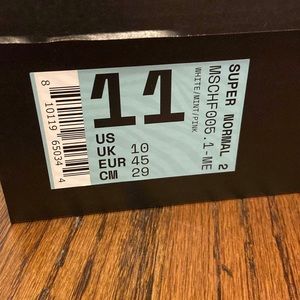 11
US
UK 10
EUR 45
CM 29
SUPER NORMAL 2
MSCHF005.1-ME
WHITE/MINT/PINK
8 10119 65034 4